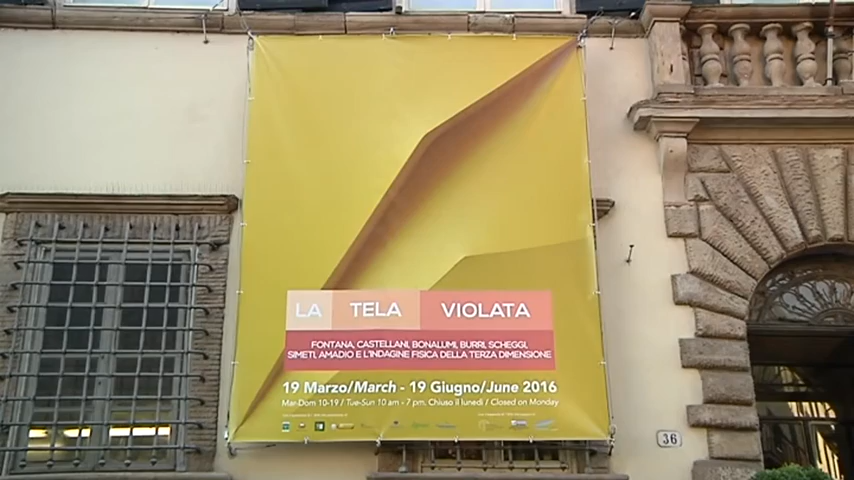 LA TELA VIOLATA
FONTANA, CASTELLANI, BONALUMI, BURRI, SCHEGGI,
SIMETI, AMADIO E L'INDAGINE FISICA DELLA TERZA DIMENSIONE
19 Marzo/March - 19 Giugno/June 2016
Mar-Dom 10-19 / Tue-Sun 10 am - 7 pm. Chiuso il lunedì / Closed on Monday
36